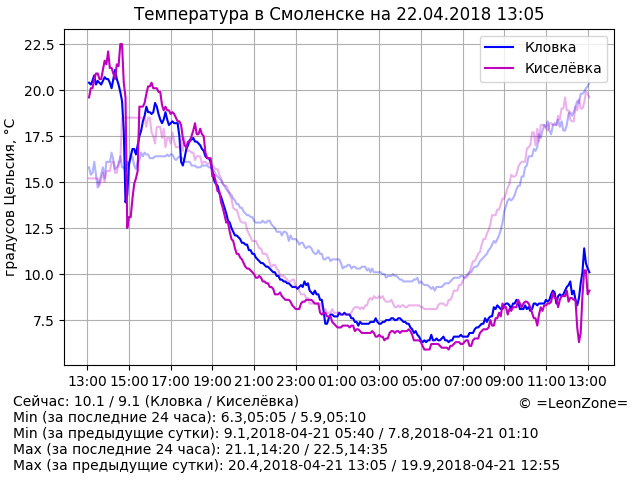 Температура в Смоленске на 22.04.2018 13:05
Кловка
Киселёвка
градусов Цельсия, °C
22.5
20.0
17.5
15.0
12.5
10.0
7.5
13:00 15:00 17:00 19:00 21:00 23:00 01:00 03:00 05:00 07:00 09:00 11:00 13:00
Сейчас: 10.1 / 9.1 (Кловка / Киселёвка)
© =LeonZone=
Min (за последние 24 часа): 6.3,05:05 / 5.9,05:10
Min (за предыдущие сутки): 9.1,2018-04-21 05:40 / 7.8,2018-04-21 01:10
Max (за последние 24 часа): 21.1,14:20 / 22.5,14:35
Max (за предыдущие сутки): 20.4,2018-04-21 13:05 / 19.9,2018-04-21 12:55